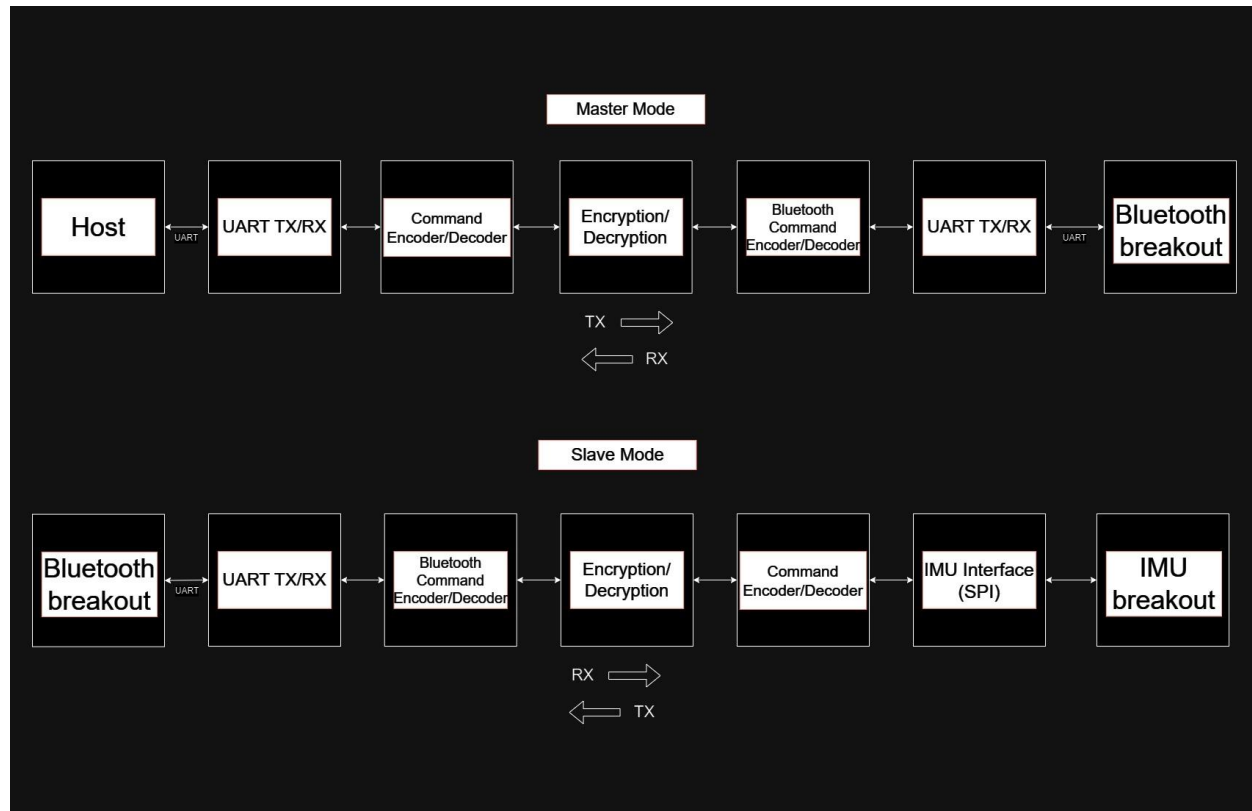 Master Mode
Host
UART
UART TX/RX
Command
Encoder/Decoder
Encryption/
Decryption
Bluetooth
Command
Encoder/Decoder
UART TX/RX
UART
Bluetooth
breakout
TX
RX
Slave Mode
Bluetooth
breakout
UART
UART TX/RX
Bluetooth
Command
Encoder/Decoder
Encryption/
Decryption
Command
Encoder/Decoder
IMU Interface
(SPI)
IMU
breakout
RX
TX